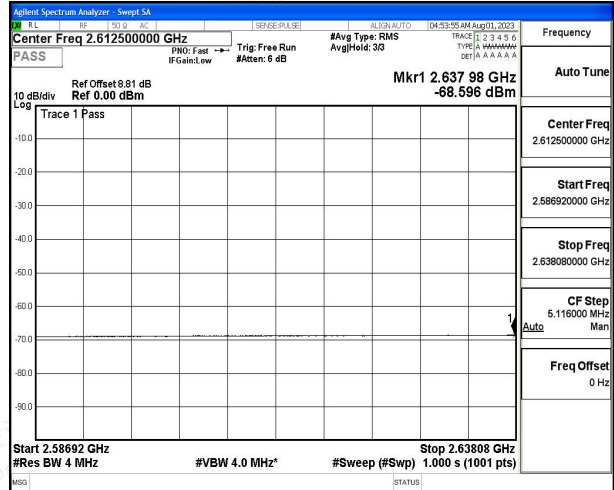 Agilent Spectrum Analyzer - Swept SA
RL RF 50 Ω AC SENSE:PULSE ALIGN AUTO 04:53:55 AM Aug 01, 2023
Center Freq 2.612500000 GHz
PASS
PNO: Fast
IFGain:Low
Trig: Free Run
#Atten: 6 dB
#Avg Type: RMS
Avg|Hold: 3/3
TRACE 1 2 3 4 5 6
TYPE A WWWWW
DET A A A A A A
Ref Offset 8.81 dB
10 dB/div Ref 0.00 dBm
Log
Mkr1 2.637 98 GHz
-68.596 dBm
Trace 1 Pass
-10.0
-20.0
-30.0
-40.0
-50.0
-60.0
-70.0
-80.0
-90.0
1
Start 2.58692 GHz
Stop 2.63808 GHz
#Res BW 4 MHz #VBW 4.0 MHz* #Sweep (#Swp) 1.000 s (1001 pts)
MSG STATUS
Frequency
Auto Tune
Center Freq
2.612500000 GHz
Start Freq
2.586920000 GHz
Stop Freq
2.638080000 GHz
CF Step
5.116000 MHz
Auto Man
Freq Offset
0 Hz